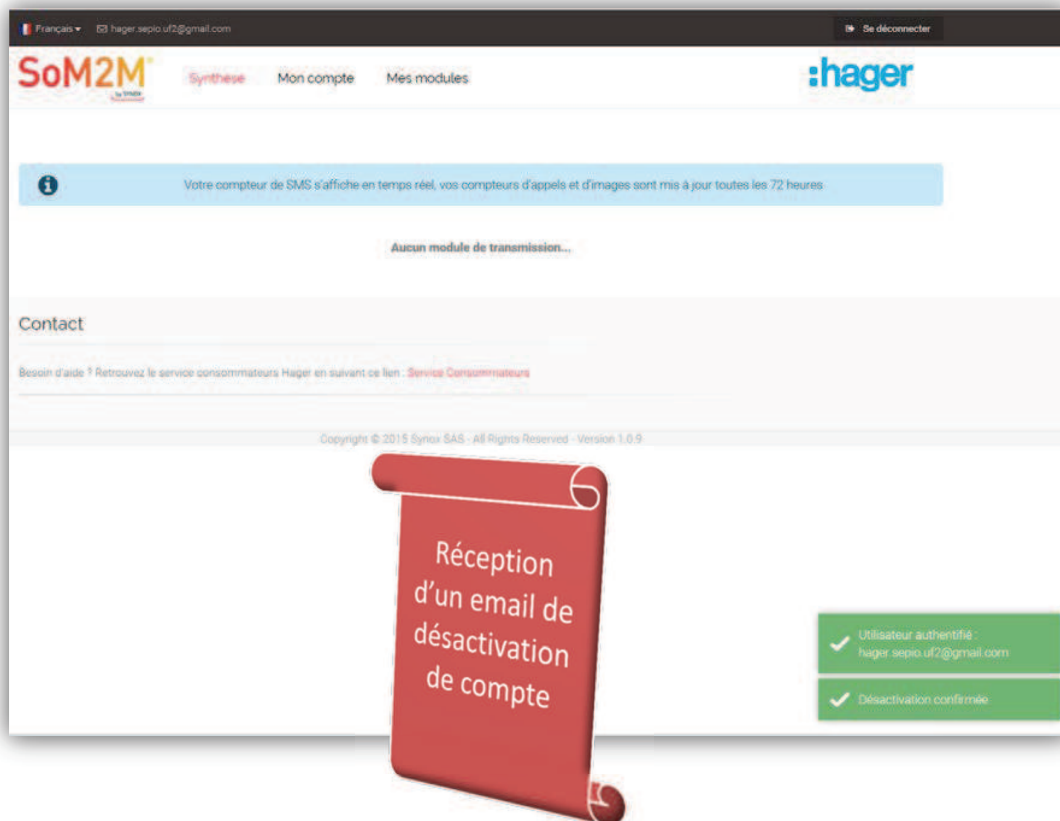 Français hager.sepio.uf2@gmail.com Se déconnecter
SoM2M by SYNOX Synthèse Mon compte Mes modules :hager
Votre compteur de SMS s'affiche en temps réel, vos compteurs d'appels et d'images sont mis à jour toutes les 72 heures
Aucun module de transmission...
Contact
Besoin d'aide ? Retrouvez le service consommateurs Hager en suivant ce lien : Service Consommateurs
Copyright © 2015 Synox SAS - All Rights Reserved - Version 1.0.9
Réception
d'un email de
désactivation
de compte
Utilisateur authentifié :
hager.sepio.uf2@gmail.com
Désactivation confirmée